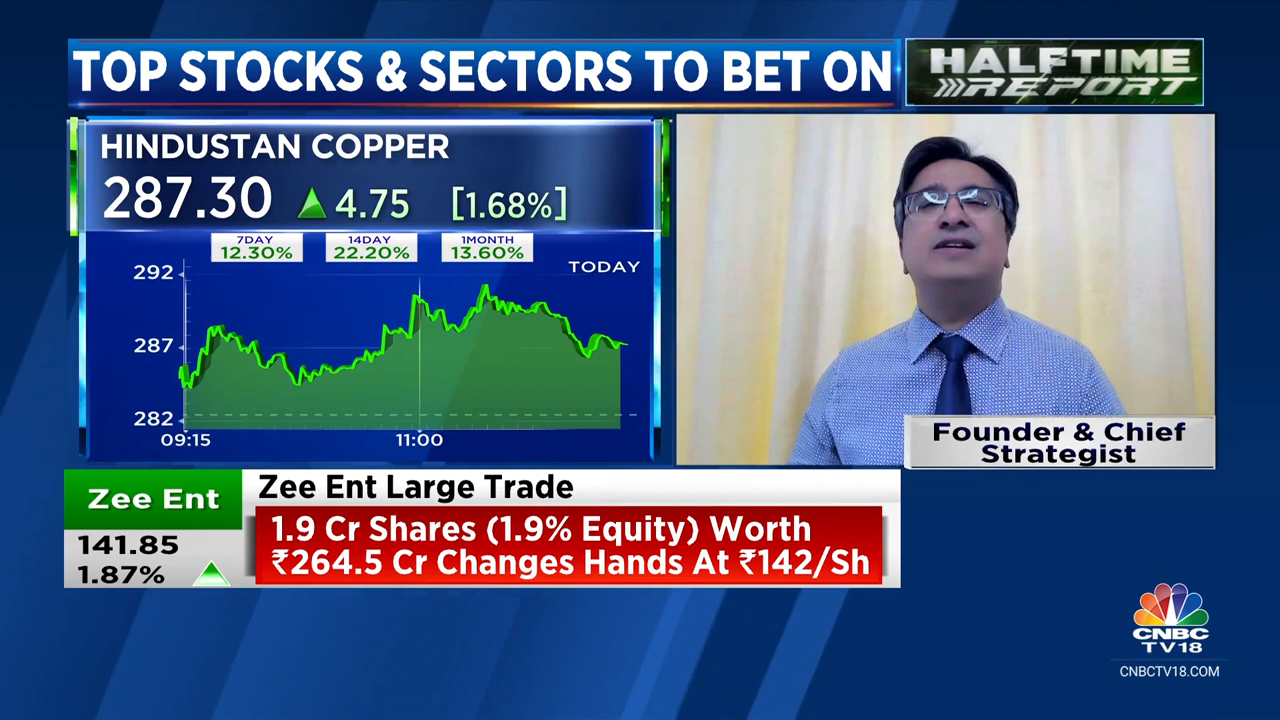 TOP STOCKS & SECTORS TO BET ON
HALFTIME
REPORT
HINDUSTAN COPPER
287.30 ▲ 4.75 [1.68%]
7DAY 14DAY 1MONTH
12.30% 22.20% 13.60%
TODAY
292
287
282
09:15 11:00
Founder & Chief
Strategist
Zee Ent
141.85
1.87%
Zee Ent Large Trade
1.9 Cr Shares (1.9% Equity) Worth
₹264.5 Cr Changes Hands At ₹142/Sh
CNBC
TV18
CNBCTV18.COM